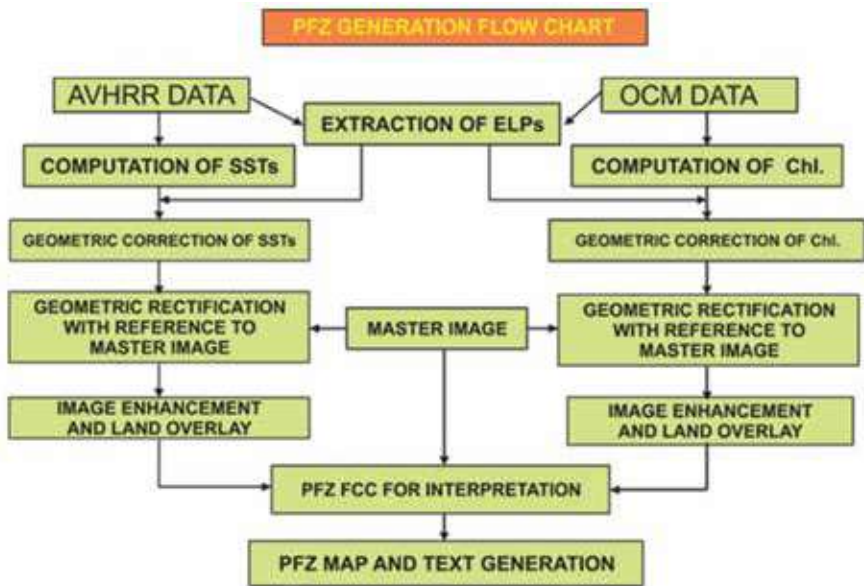 PFZ GENERATION FLOW CHART
AVHRR DATA
OCM DATA
EXTRACTION OF ELPs
COMPUTATION OF SSTs
COMPUTATION OF Chl.
GEOMETRIC CORRECTION OF SSTs
GEOMETRIC CORRECTION OF Chl.
GEOMETRIC RECTIFICATION
WITH REFERENCE TO
MASTER IMAGE
MASTER IMAGE
GEOMETRIC RECTIFICATION
WITH REFERENCE TO
MASTER IMAGE
IMAGE ENHANCEMENT
AND LAND OVERLAY
IMAGE ENHANCEMENT
AND LAND OVERLAY
PFZ FCC FOR INTERPRETATION
PFZ MAP AND TEXT GENERATION